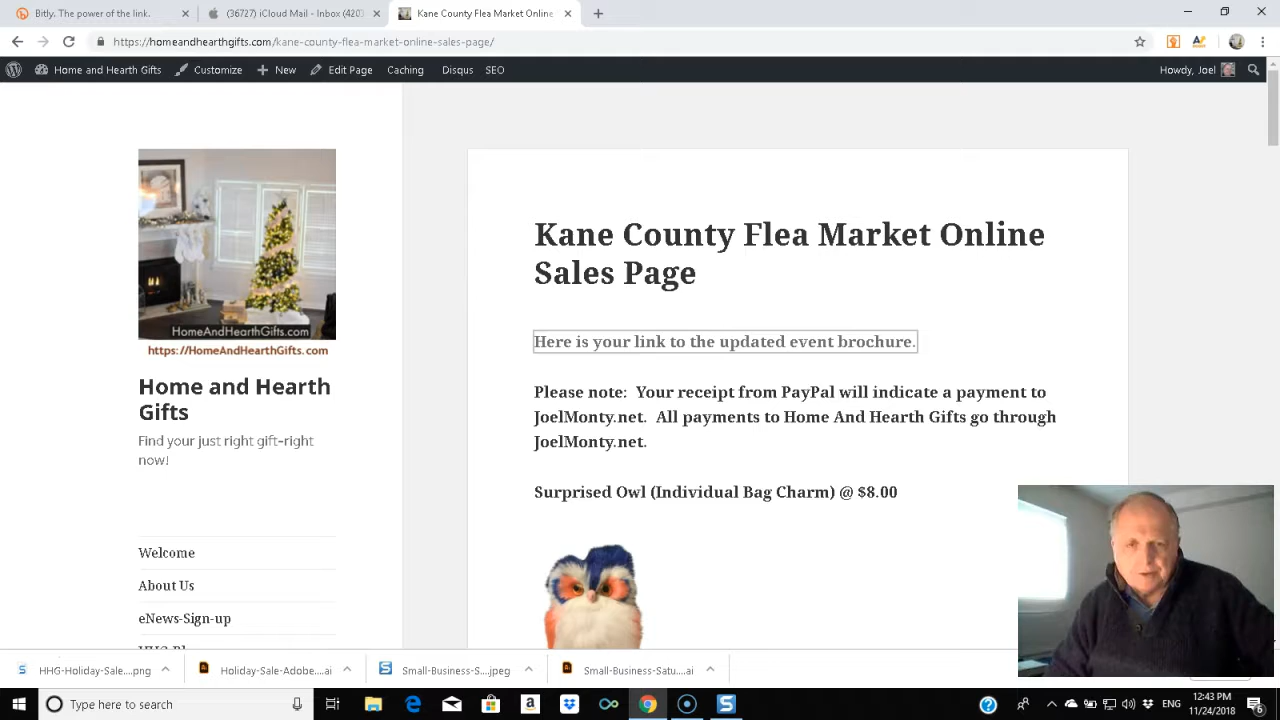 Bitly. The power of the link.
(36727) iCloud Mail - Inbox (420)
Kane County Flea Market Online
https://homeandhearthgifts.com/kane-county-flea-market-online-sales-page/
Home and Hearth Gifts
Customize
New
Edit Page
Caching
Disqus
SEO
Howdy, Joel
HomeAndHearthGifts.com
https://HomeAndHearthGifts.com
Home and Hearth
Gifts
Find your just right gift-right
now!
Welcome
About Us
eNews-Sign-up
Kane County Flea Market Online
Sales Page
Here is your link to the updated event brochure.
Please note: Your receipt from PayPal will indicate a payment to
JoelMonty.net. All payments to Home And Hearth Gifts go through
JoelMonty.net.
Surprised Owl (Individual Bag Charm) @ $8.00
HHG-Holiday-Sale....png
Holiday-Sale-Adobe....ai
Small-Business-S....jpeg
Small-Business-Satu....ai
Type here to search
ENG
12:43 PM
11/24/2018
6